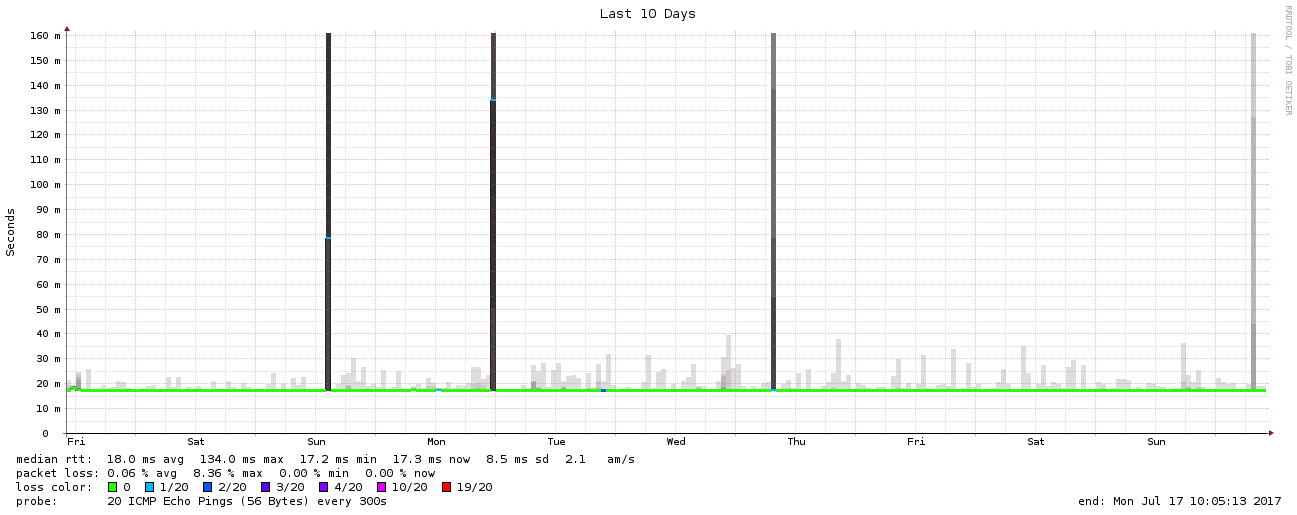 Last 10 Days
RRDTOOL / TOBI OETIKER
Seconds
160 m
150 m
140 m
130 m
120 m
110 m
100 m
90 m
80 m
70 m
60 m
50 m
40 m
30 m
20 m
10 m
0
Fri Sat Sun Mon Tue Wed Thu Fri Sat Sun
median rtt: 18.0 ms avg 134.0 ms max 17.2 ms min 17.3 ms now 8.5 ms sd 2.1 am/s
packet loss: 0.06 % avg 8.36 % max 0.00 % min 0.00 % now
loss color: 0 1/20 2/20 3/20 4/20 10/20 19/20
probe: 20 ICMP Echo Pings (56 Bytes) every 300s end: Mon Jul 17 10:05:13 2017